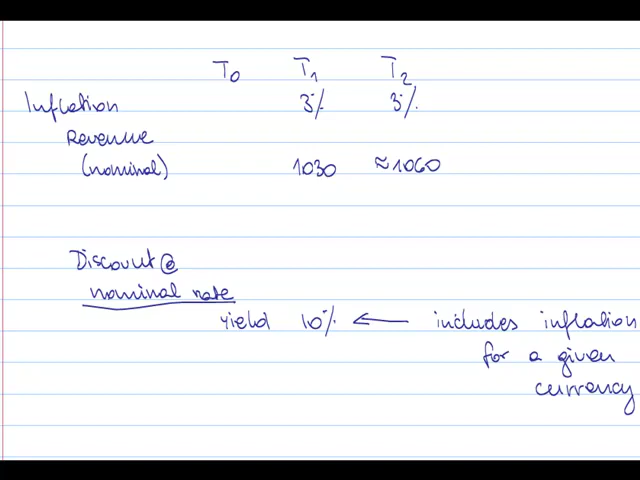 T0 T1 T2
Inflation 3% 3%
Revenue
(nominal) 1030 ≈1060
Discount@
nominal rate
yield 10% ← includes inflation
for a given
currency